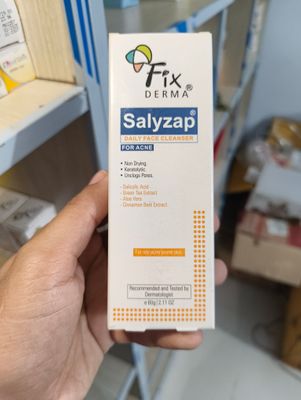 Fix
DERMA®
Salyzap®
DAILY FACE CLEANSER
FOR ACNE
• Non Drying.
• Keratolytic.
• Unclogs Pores.
- Salicylic Acid
- Green Tea Extract
- Aloe Vera
- Cinnamon Bark Extract
For oily acne prone skin
Recommended and Tested by
Dermatologist
e 60g | 2.11 OZ